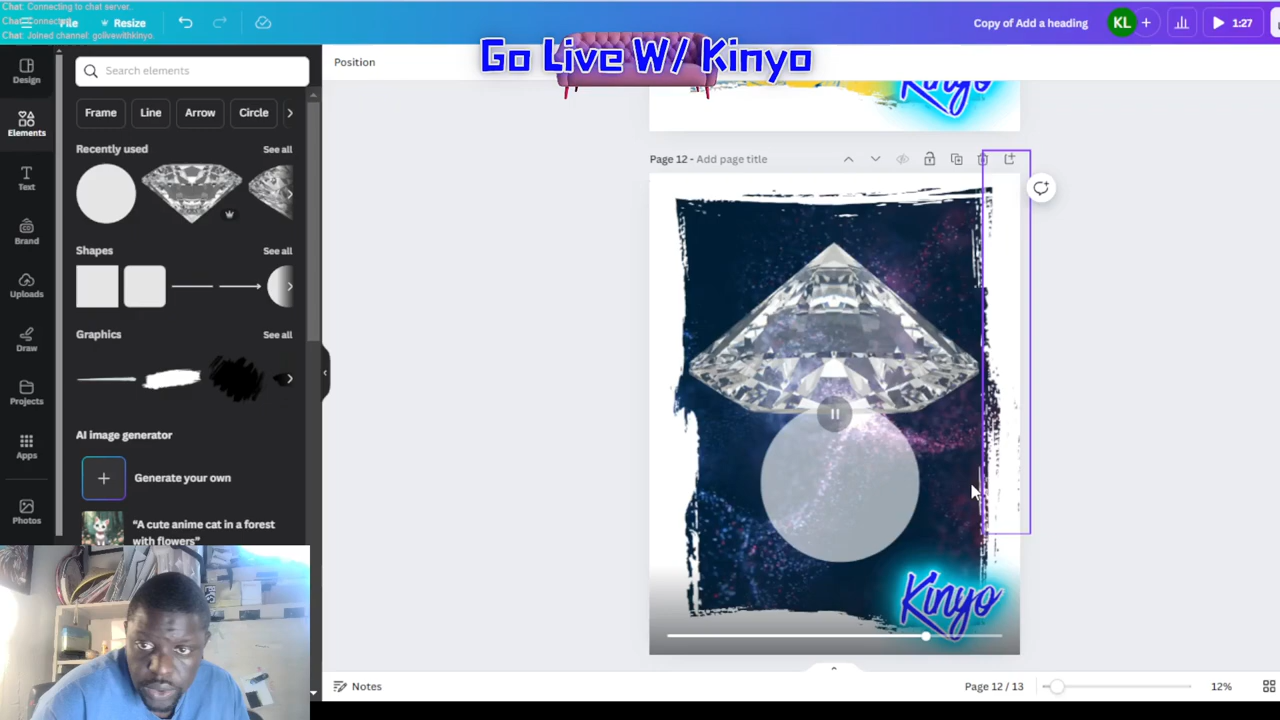 Chat: Connecting to chat server..
Chat: Connected
Chat: Joined channel: golivewithkinyo.
File
Resize
Copy of Add a heading
KL
1:27
Go Live W/ Kinyo
Position
Design
Elements
Text
Brand
Uploads
Draw
Projects
Apps
Photos
Search elements
Frame
Line
Arrow
Circle
Recently used
See all
Shapes
See all
Graphics
See all
AI image generator
Generate your own
“A cute anime cat in a forest
with flowers”
Kinyo
Page 12 - Add page title
Kinyo
Notes
Page 12 / 13
12%